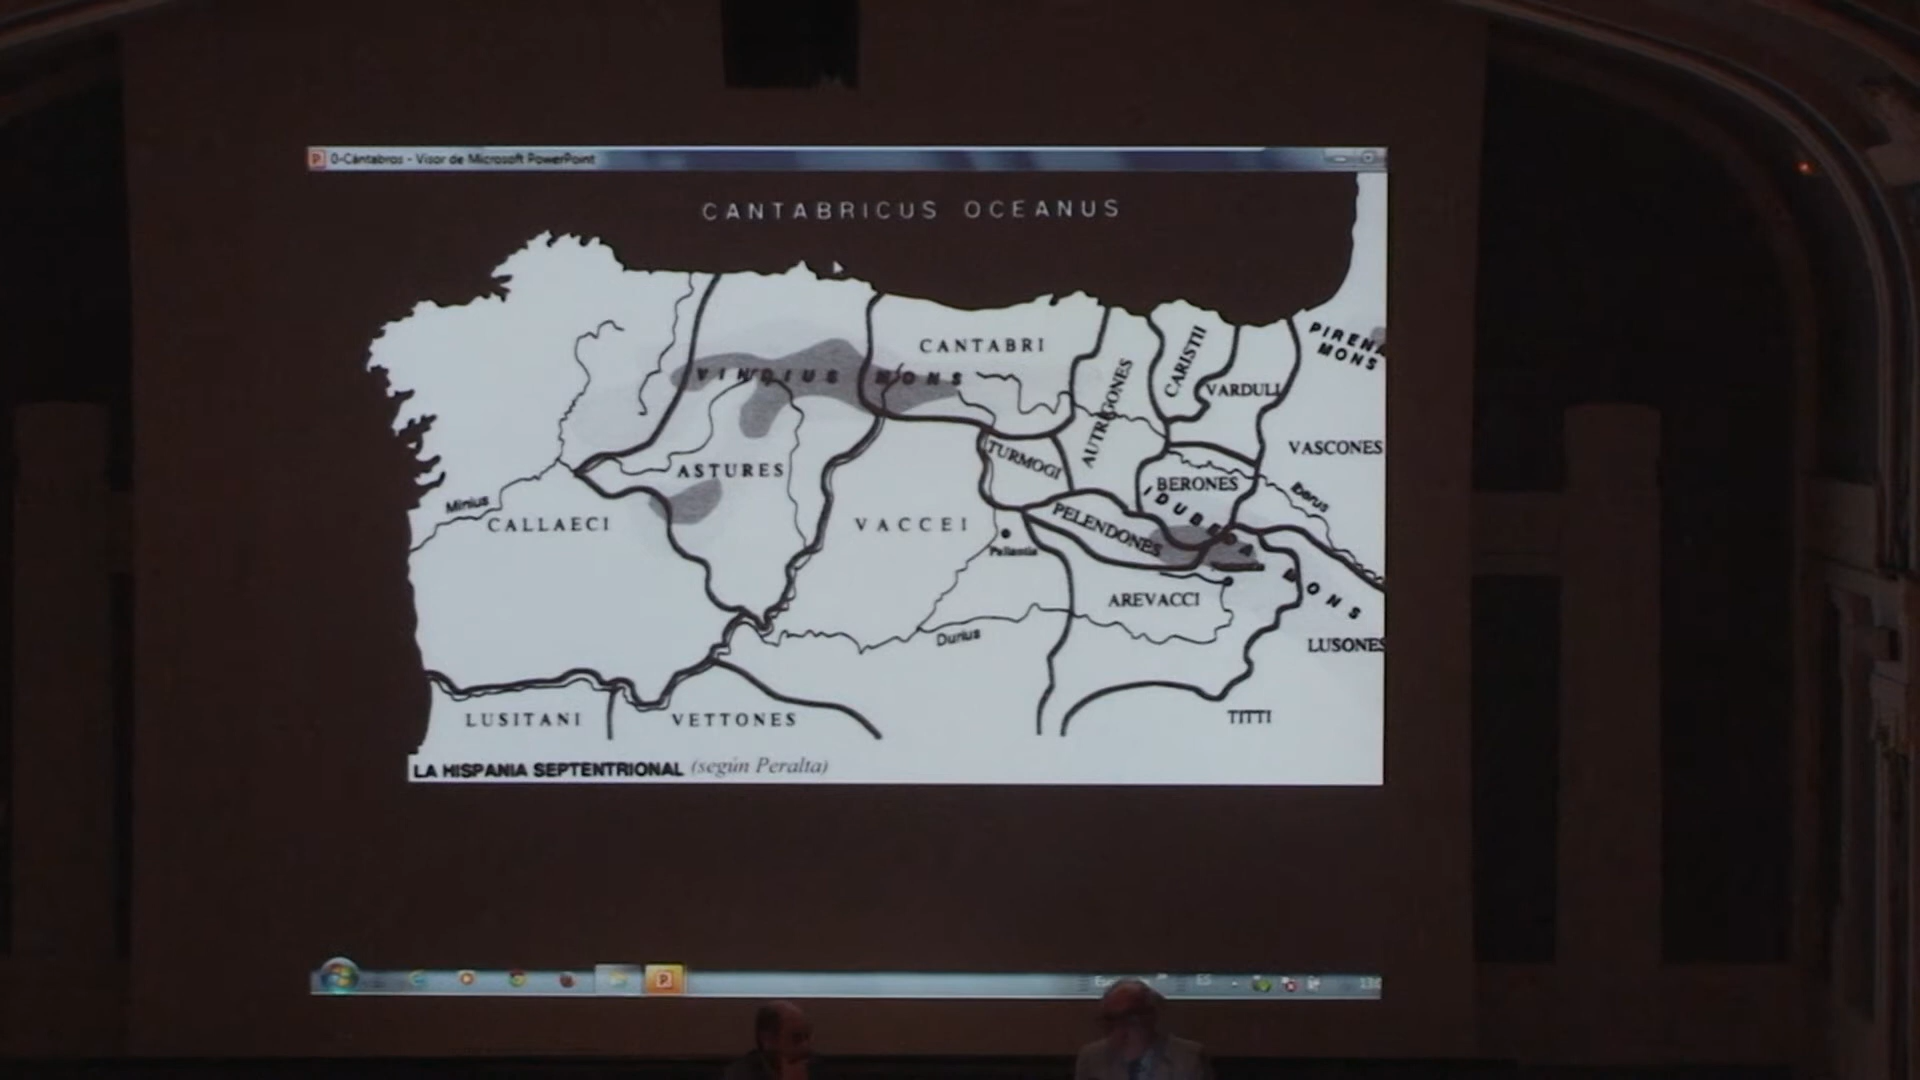 0-Cántabros - Visor de Microsoft PowerPoint
CANTABRICUS OCEANUS
PIRENA
MONS
CANTABRI
CARISTII
VINDIUS MONS
VARDULI
AUTRIGONES
VASCONES
TURMOGI
ASTURES
BERONES
Iberus
Minius
CALLAECI
VACCEI
PELENDONES
IDUBEDA MONS
Pallantia
AREVACCI
Durius
LUSONES
LUSITANI
VETTONES
TITTI
LA HISPANIA SEPTENTRIONAL (según Peralta)
ES